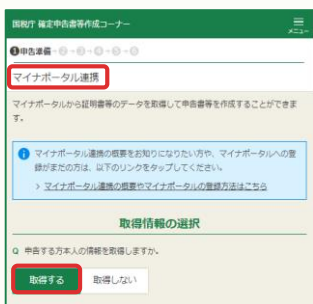 国税庁 確定申告書等作成コーナー
メニュー
1申告準備-2-3-4-5-6
マイナポータル連携
マイナポータルから証明書等のデータを取得して申告書等を作成することができま
す。
マイナポータル連携の概要をお知りになりたい方や、マイナポータルへの登
録がまだの方は、以下のリンクをタップしてください。
> マイナポータル連携の概要やマイナポータルの登録方法はこちら
取得情報の選択
Q 申告する方本人の情報を取得しますか。
取得する 取得しない